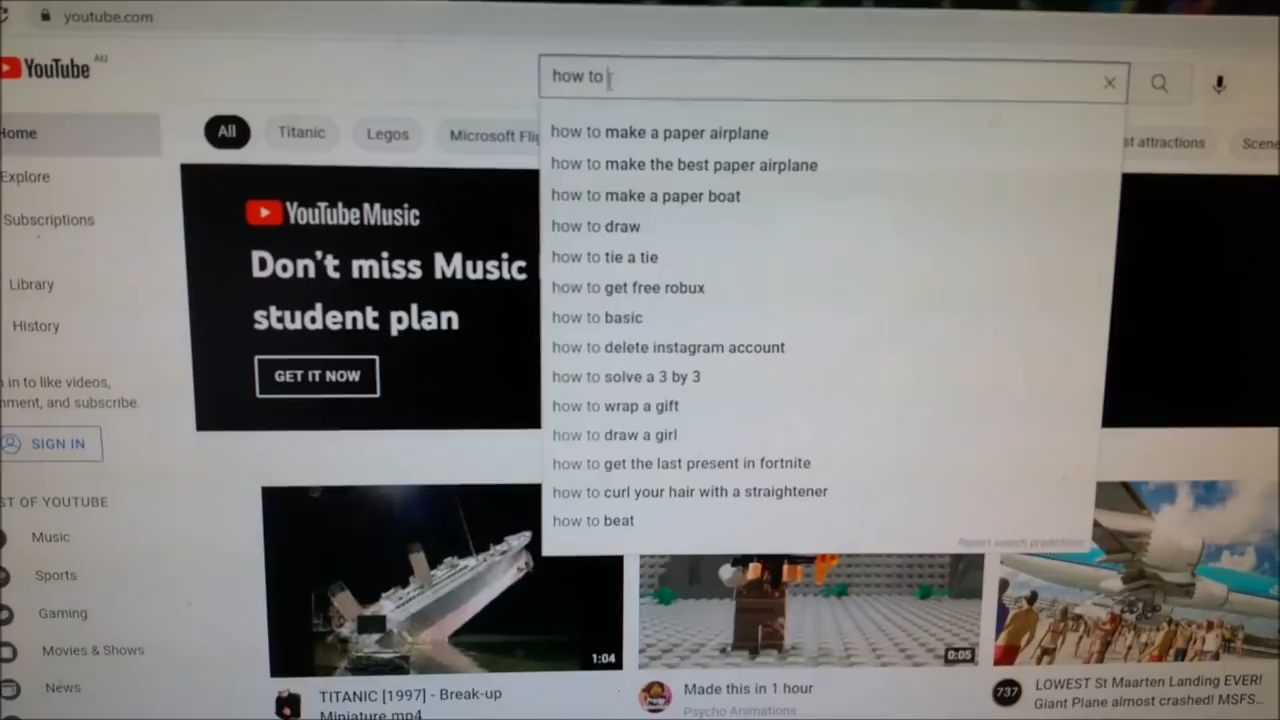 youtube.com
YouTube AU
how to
how to make a paper airplane
how to make the best paper airplane
how to make a paper boat
how to draw
how to tie a tie
how to get free robux
how to basic
how to delete instagram account
how to solve a 3 by 3
how to wrap a gift
how to draw a girl
how to get the last present in fortnite
how to curl your hair with a straightener
how to beat
Report search predictions
Home
Explore
Subscriptions
Library
History
in to like videos,
mment, and subscribe.
SIGN IN
ST OF YOUTUBE
Music
Sports
Gaming
Movies & Shows
News
All
Titanic
Legos
Microsoft Flig
st attractions
Scene
YouTube Music
Don't miss Music
student plan
GET IT NOW
1:04
TITANIC [1997] - Break-up
Miniature.mp4
0:05
Made this in 1 hour
Psycho Animations
737
LOWEST St Maarten Landing EVER!
Giant Plane almost crashed! MSFS...